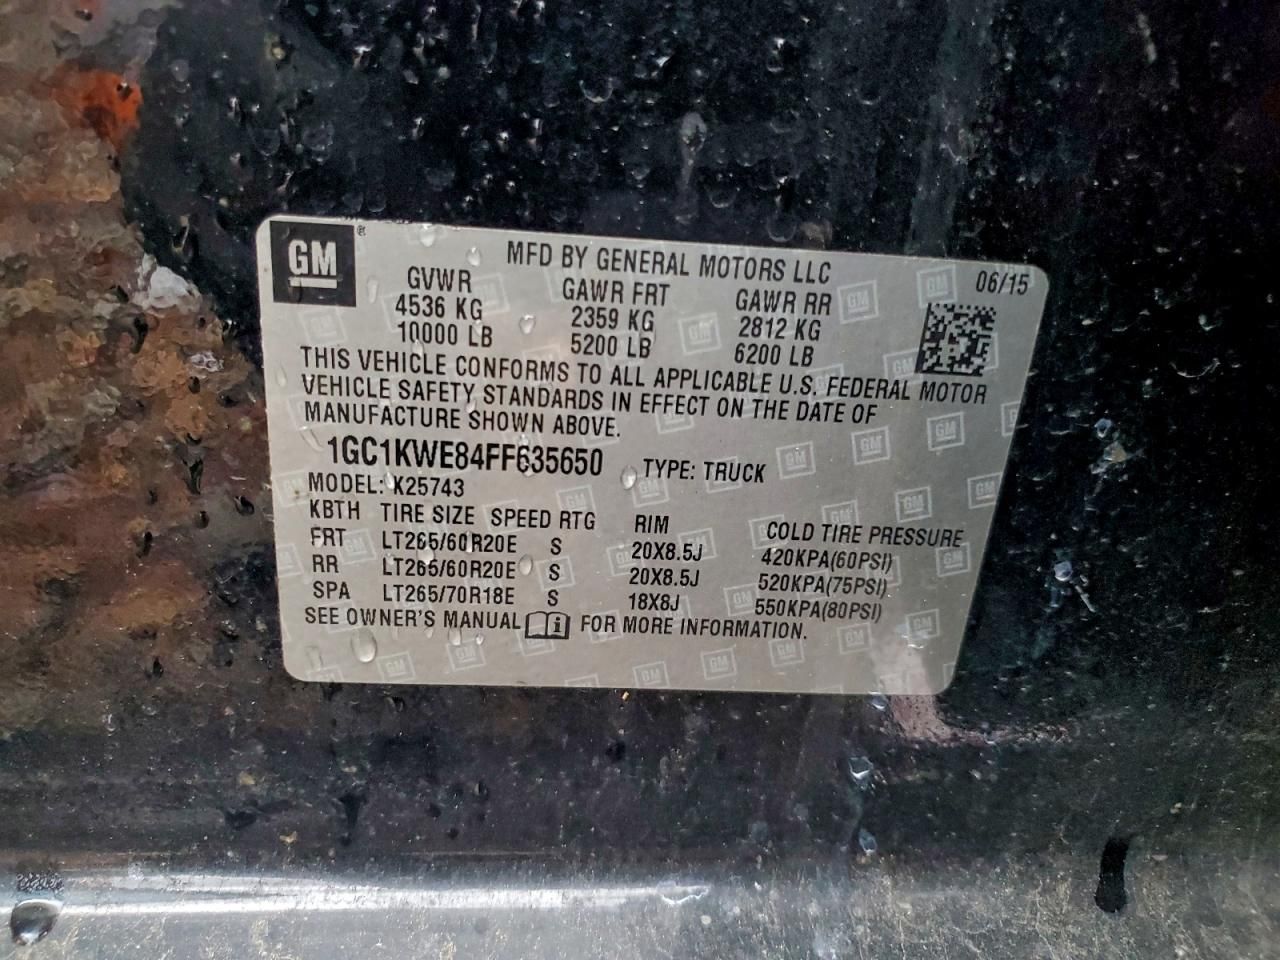 GM ®
MFD BY GENERAL MOTORS LLC
06/15
GVWR GAWR FRT GAWR RR
4536 KG 2359 KG 2812 KG
10000 LB 5200 LB 6200 LB
THIS VEHICLE CONFORMS TO ALL APPLICABLE U.S. FEDERAL MOTOR
VEHICLE SAFETY STANDARDS IN EFFECT ON THE DATE OF
MANUFACTURE SHOWN ABOVE.
1GC1KWE84FF635650 TYPE: TRUCK
MODEL: K25743
KBTH TIRE SIZE SPEED RTG RIM COLD TIRE PRESSURE
FRT LT265/60R20E S 20X8.5J 420KPA(60PSI)
RR LT265/60R20E S 20X8.5J 520KPA(75PSI)
SPA LT265/70R18E S 18X8J 550KPA(80PSI)
SEE OWNER'S MANUAL i FOR MORE INFORMATION.